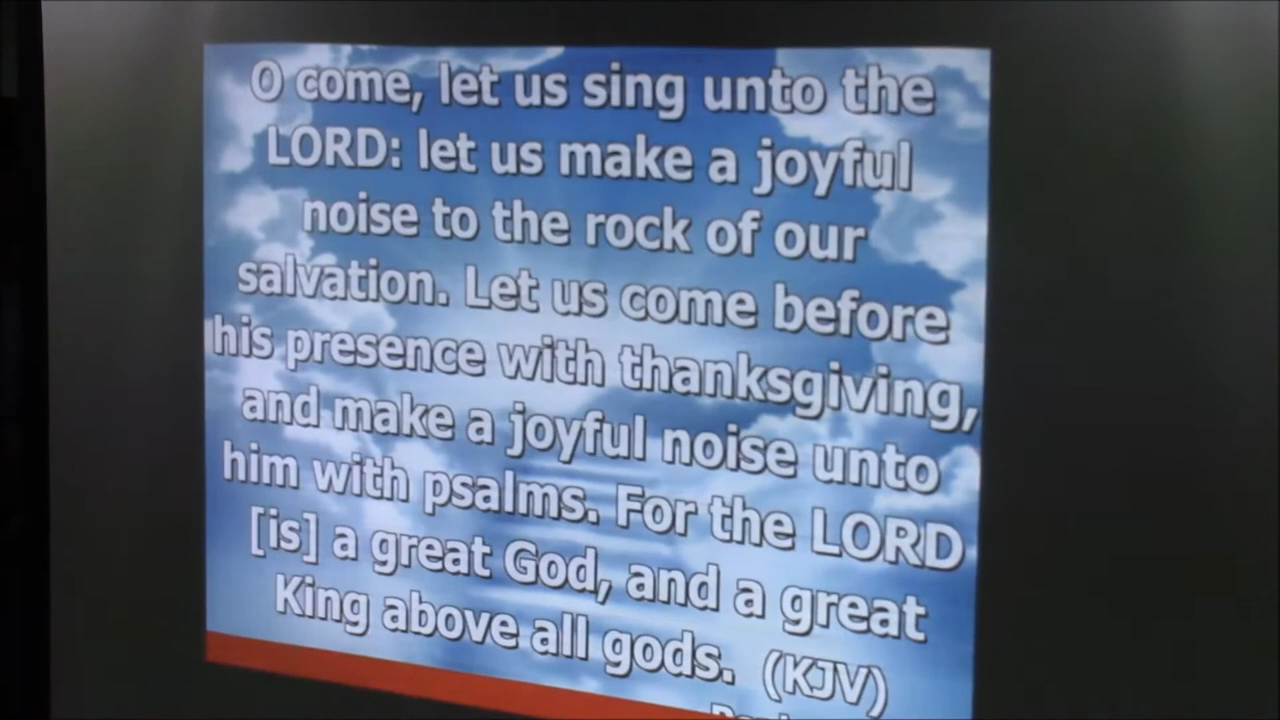 O come, let us sing unto the
LORD: let us make a joyful
noise to the rock of our
salvation. Let us come before
his presence with thanksgiving,
and make a joyful noise unto
him with psalms. For the LORD
[is] a great God, and a great
King above all gods. (KJV)